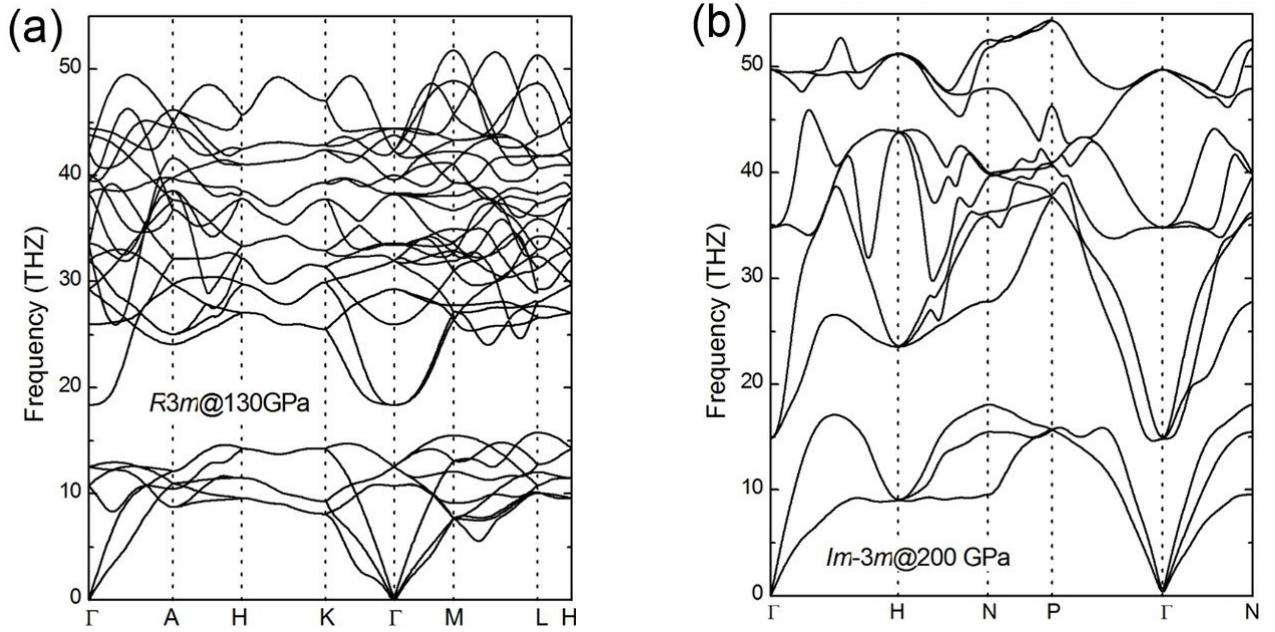 (a)
Frequency (THZ)
50
40
30
20
10
0
R3m@130GPa
Γ A H K Γ M L H
(b)
Frequency (THZ)
50
40
30
20
10
0
Im-3m@200 GPa
Γ H N P Γ N